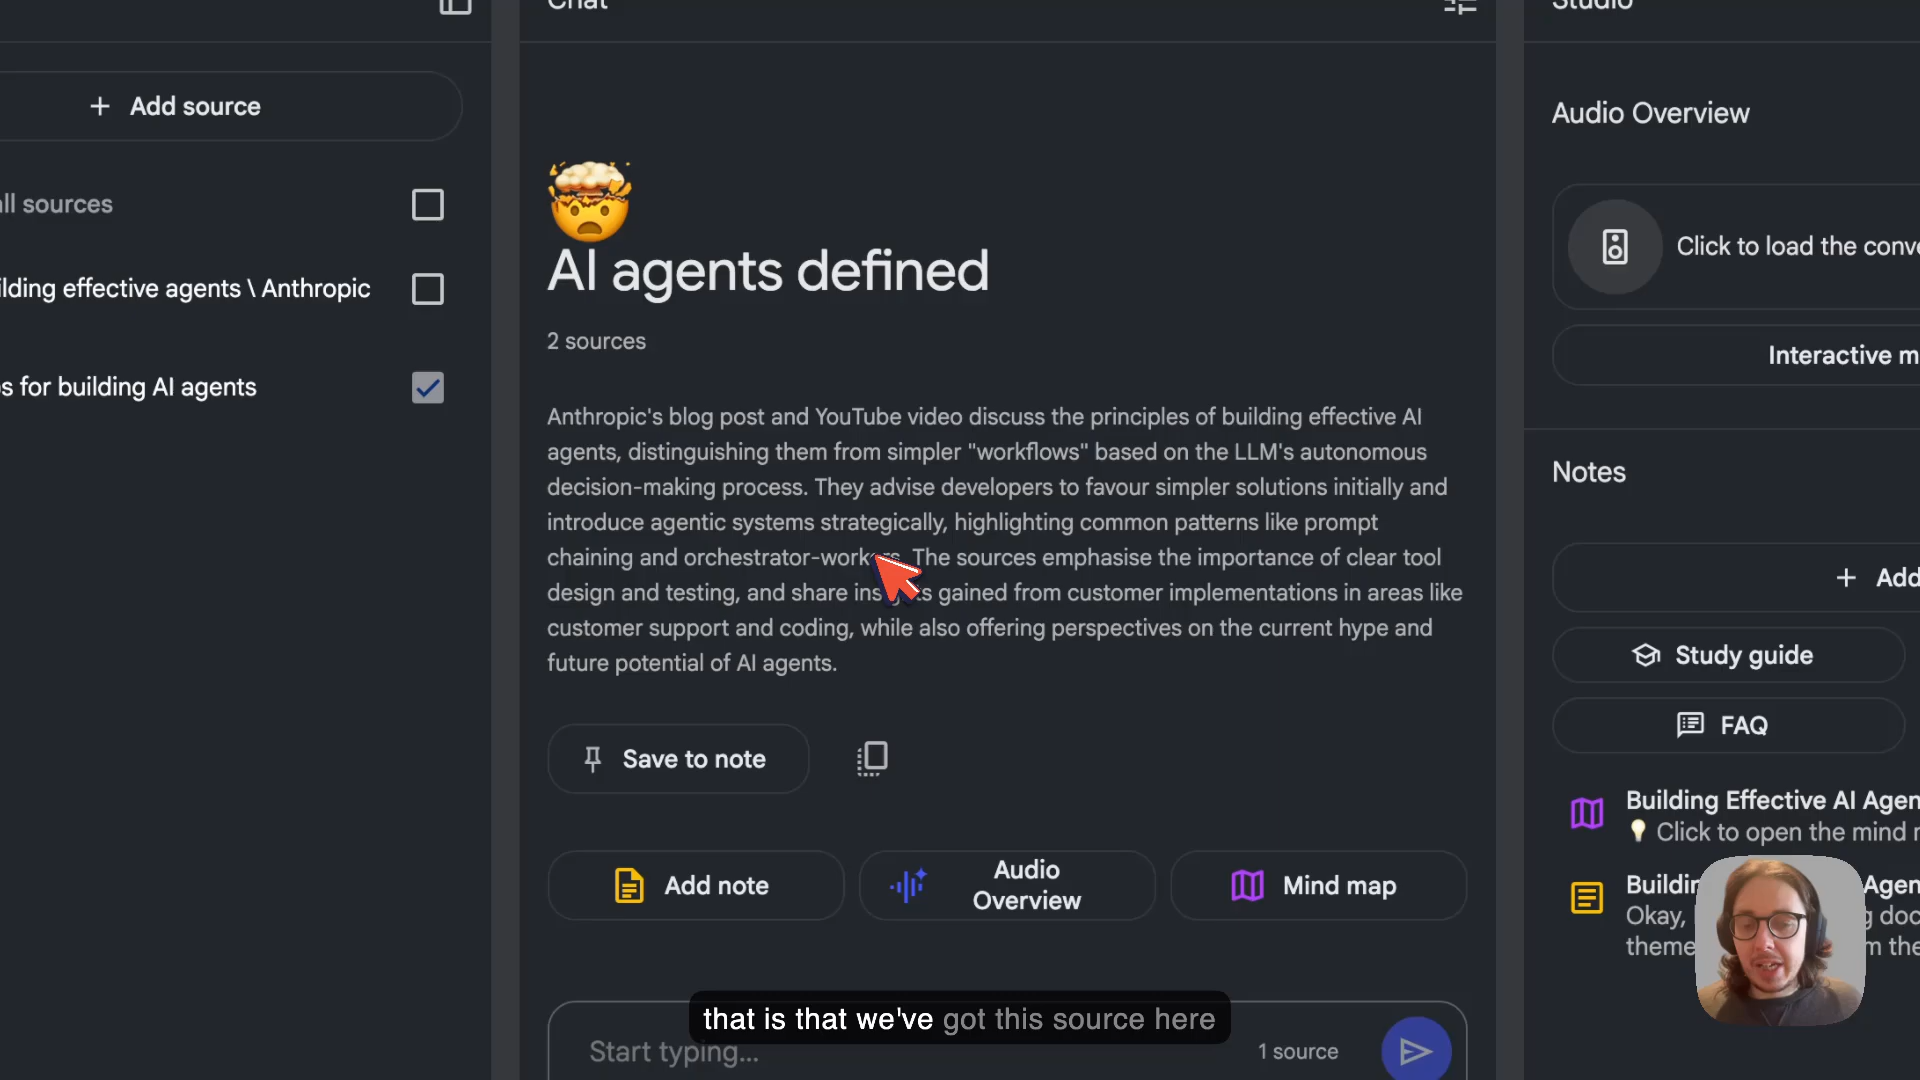 Chat
Studio
+ Add source
all sources
ilding effective agents \ Anthropic
s for building AI agents
AI agents defined
2 sources
Anthropic's blog post and YouTube video discuss the principles of building effective AI
agents, distinguishing them from simpler "workflows" based on the LLM's autonomous
decision-making process. They advise developers to favour simpler solutions initially and
introduce agentic systems strategically, highlighting common patterns like prompt
chaining and orchestrator-workers. The sources emphasise the importance of clear tool
design and testing, and share insights gained from customer implementations in areas like
customer support and coding, while also offering perspectives on the current hype and
future potential of AI agents.
Save to note
Add note
Audio
Overview
Mind map
Start typing...
1 source
that is that we've got this source here
Audio Overview
Click to load the conve
Interactive m
Notes
+ Add
Study guide
FAQ
Building Effective AI Agen
Click to open the mind
Buildin
Agen
Okay,
doc
theme
the